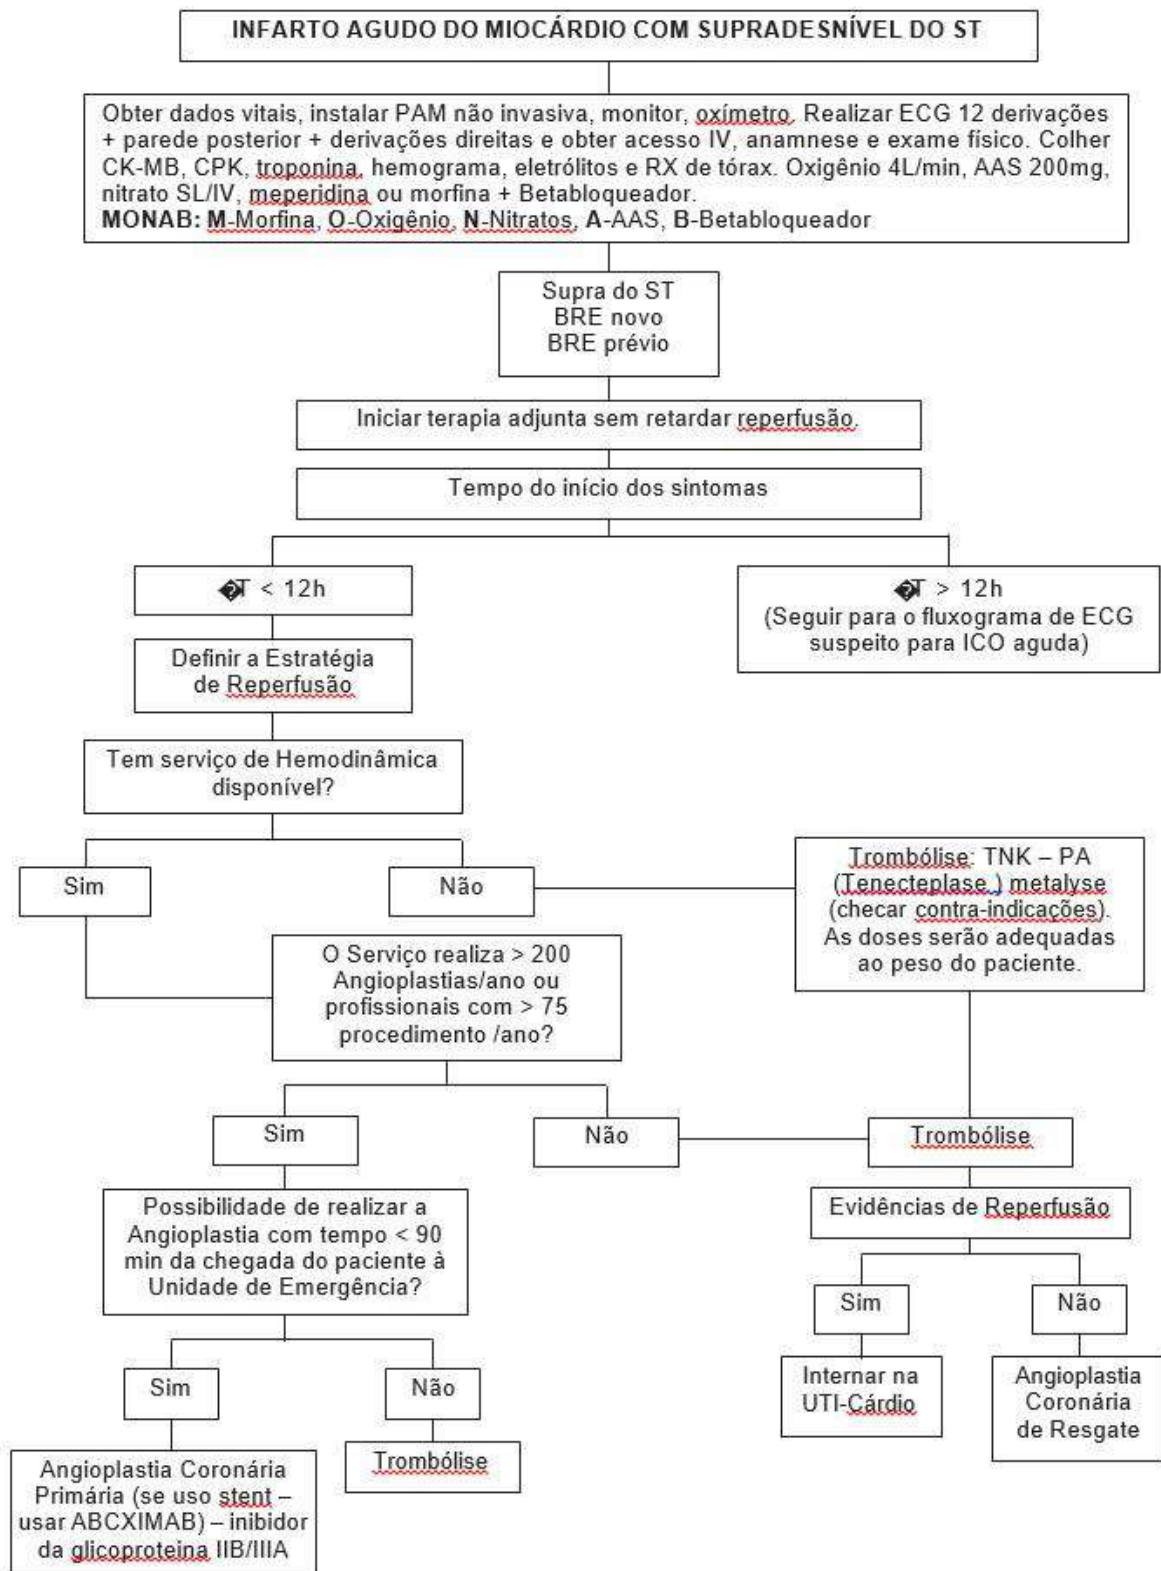 INFARTO AGUDO DO MIOCÁRDIO COM SUPRADESNÍVEL DO ST
Obter dados vitais, instalar PAM não invasiva, monitor, oxímetro. Realizar ECG 12 derivações
+ parede posterior + derivações direitas e obter acesso IV, anamnese e exame físico. Colher
CK-MB, CPK, troponina, hemograma, eletrólitos e RX de tórax. Oxigênio 4L/min, AAS 200mg,
nitrato SL/IV, meperidina ou morfina + Betabloqueador.
MONAB: M-Morfina, O-Oxigênio, N-Nitratos, A-AAS, B-Betabloqueador
Supra do ST
BRE novo
BRE prévio
Iniciar terapia adjunta sem retardar reperfusão.
Tempo do início dos sintomas
�T < 12h
�T > 12h
(Seguir para o fluxograma de ECG
suspeito para ICO aguda)
Definir a Estratégia
de Reperfusão
Tem serviço de Hemodinâmica
disponível?
Sim
Não
Trombólise: TNK – PA
(Tenecteplase ) metalyse
(checar contra-indicações).
As doses serão adequadas
ao peso do paciente.
O Serviço realiza > 200
Angioplastias/ano ou
profissionais com > 75
procedimento /ano?
Sim
Não
Trombólise
Possibilidade de realizar a
Angioplastia com tempo < 90
min da chegada do paciente à
Unidade de Emergência?
Evidências de Reperfusão
Sim
Não
Sim
Não
Internar na
UTI-Cárdio
Angioplastia
Coronária
de Resgate
Angioplastia Coronária
Primária (se uso stent –
usar ABCXIMAB) – inibidor
da glicoproteina IIB/IIIA
Trombólise